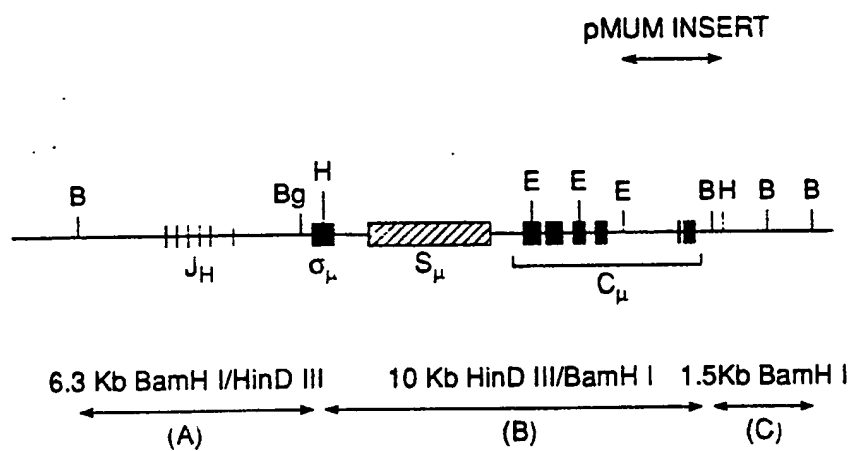 pMUM INSERT
B Bg H E E E B H B B
J_H σ_μ S_μ C_μ
6.3 Kb BamH I/HinD III 10 Kb HinD III/BamH I 1.5Kb BamH I
(A) (B) (C)